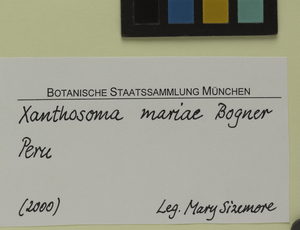 BOTANISCHE STAATSSAMMLUNG MÜNCHEN
Xanthosoma mariae Bogner
Peru
(2000) Leg. Mary Sizemore